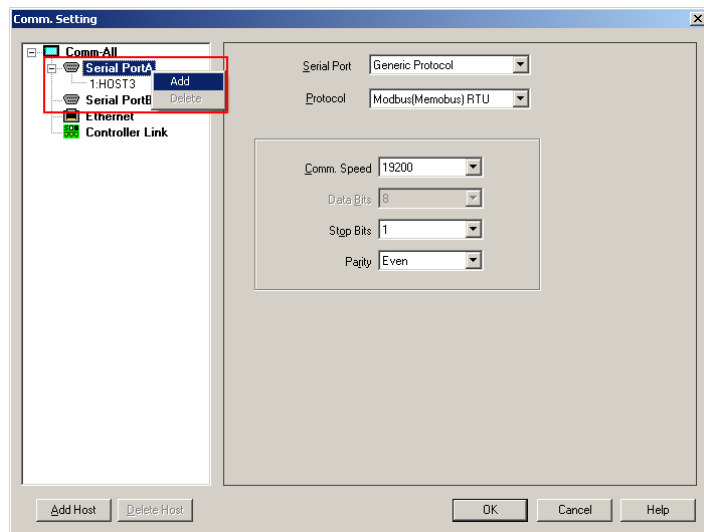 Comm. Setting
Comm-All
Serial PortA
Add
1:HOST3
Delete
Serial PortB
Ethernet
Controller Link
Serial Port Generic Protocol
Protocol Modbus(Memobus) RTU
Comm. Speed 19200
Data Bits 8
Stop Bits 1
Parity Even
Add Host Delete Host OK Cancel Help